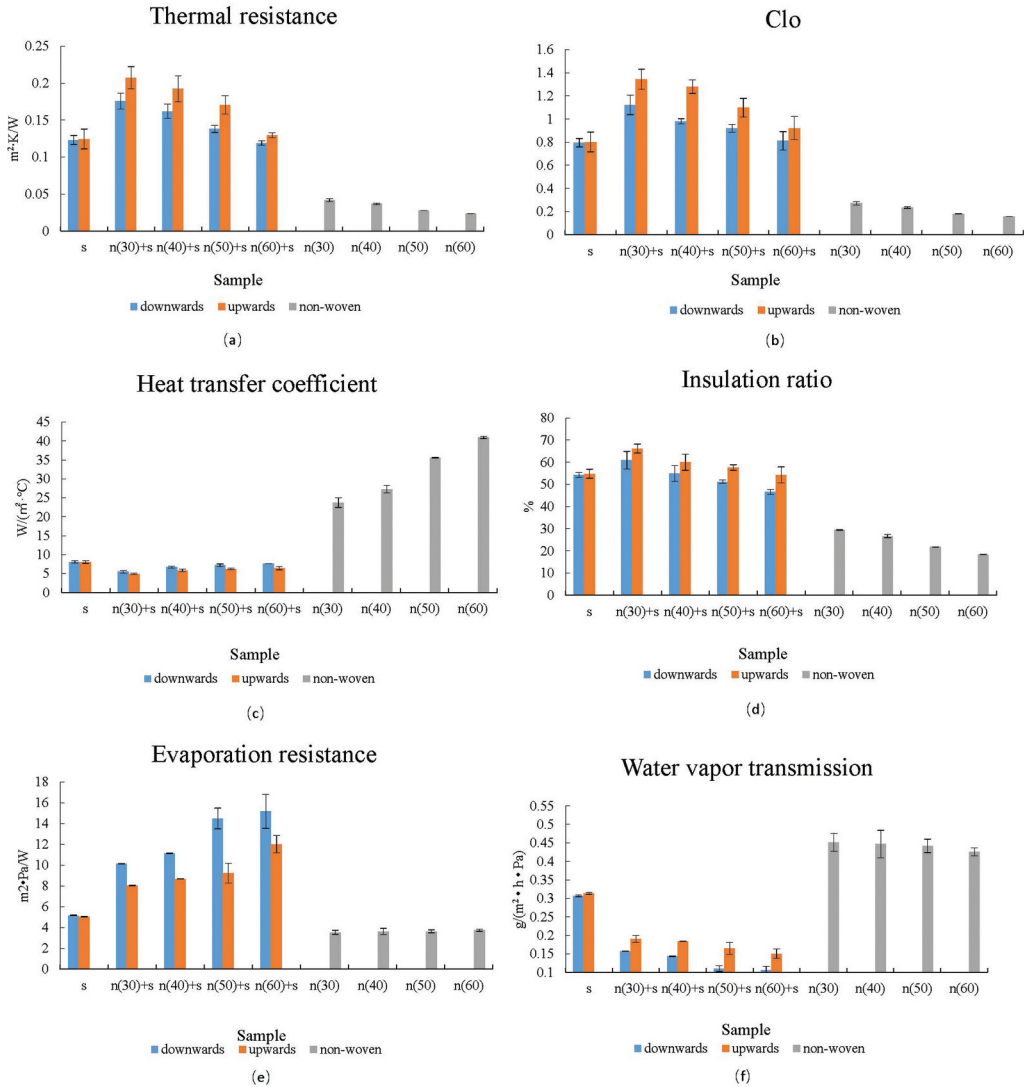 Thermal resistance
0.25
0.2
0.15
0.1
0.05
0
m²·K/W
s n(30)+s n(40)+s n(50)+s n(60)+s n(30) n(40) n(50) n(60)
Sample
downwards upwards non-woven
(a)
Clo
1.6
1.4
1.2
1
0.8
0.6
0.4
0.2
0
s n(30)+s n(40)+s n(50)+s n(60)+s n(30) n(40) n(50) n(60)
Sample
downwards upwards non-woven
(b)
Heat transfer coefficient
45
40
35
30
25
20
15
10
5
0
W/(㎡·℃)
s n(30)+s n(40)+s n(50)+s n(60)+s n(30) n(40) n(50) n(60)
Sample
downwards upwards non-woven
(c)
Insulation ratio
80
70
60
50
40
30
20
10
0
%
s n(30)+s n(40)+s n(50)+s n(60)+s n(30) n(40) n(50) n(60)
Sample
downwards upwards non-woven
(d)
Evaporation resistance
18
16
14
12
10
8
6
4
2
0
m2•Pa/W
s n(30)+s n(40)+s n(50)+s n(60)+s n(30) n(40) n(50) n(60)
Sample
downwards upwards non-woven
(e)
Water vapor transmission
0.55
0.5
0.45
0.4
0.35
0.3
0.25
0.2
0.15
0.1
g/(m² • h • Pa)
s n(30)+s n(40)+s n(50)+s n(60)+s n(30) n(40) n(50) n(60)
Sample
downwards upwards non-woven
(f)